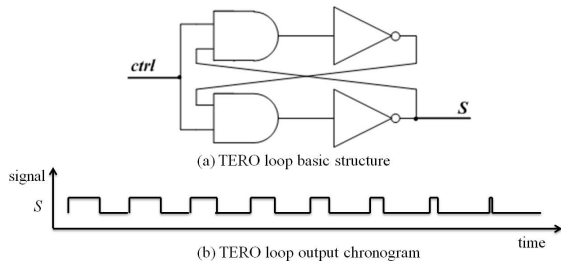 ctrl
S
(a) TERO loop basic structure
signal
S
time
(b) TERO loop output chronogram